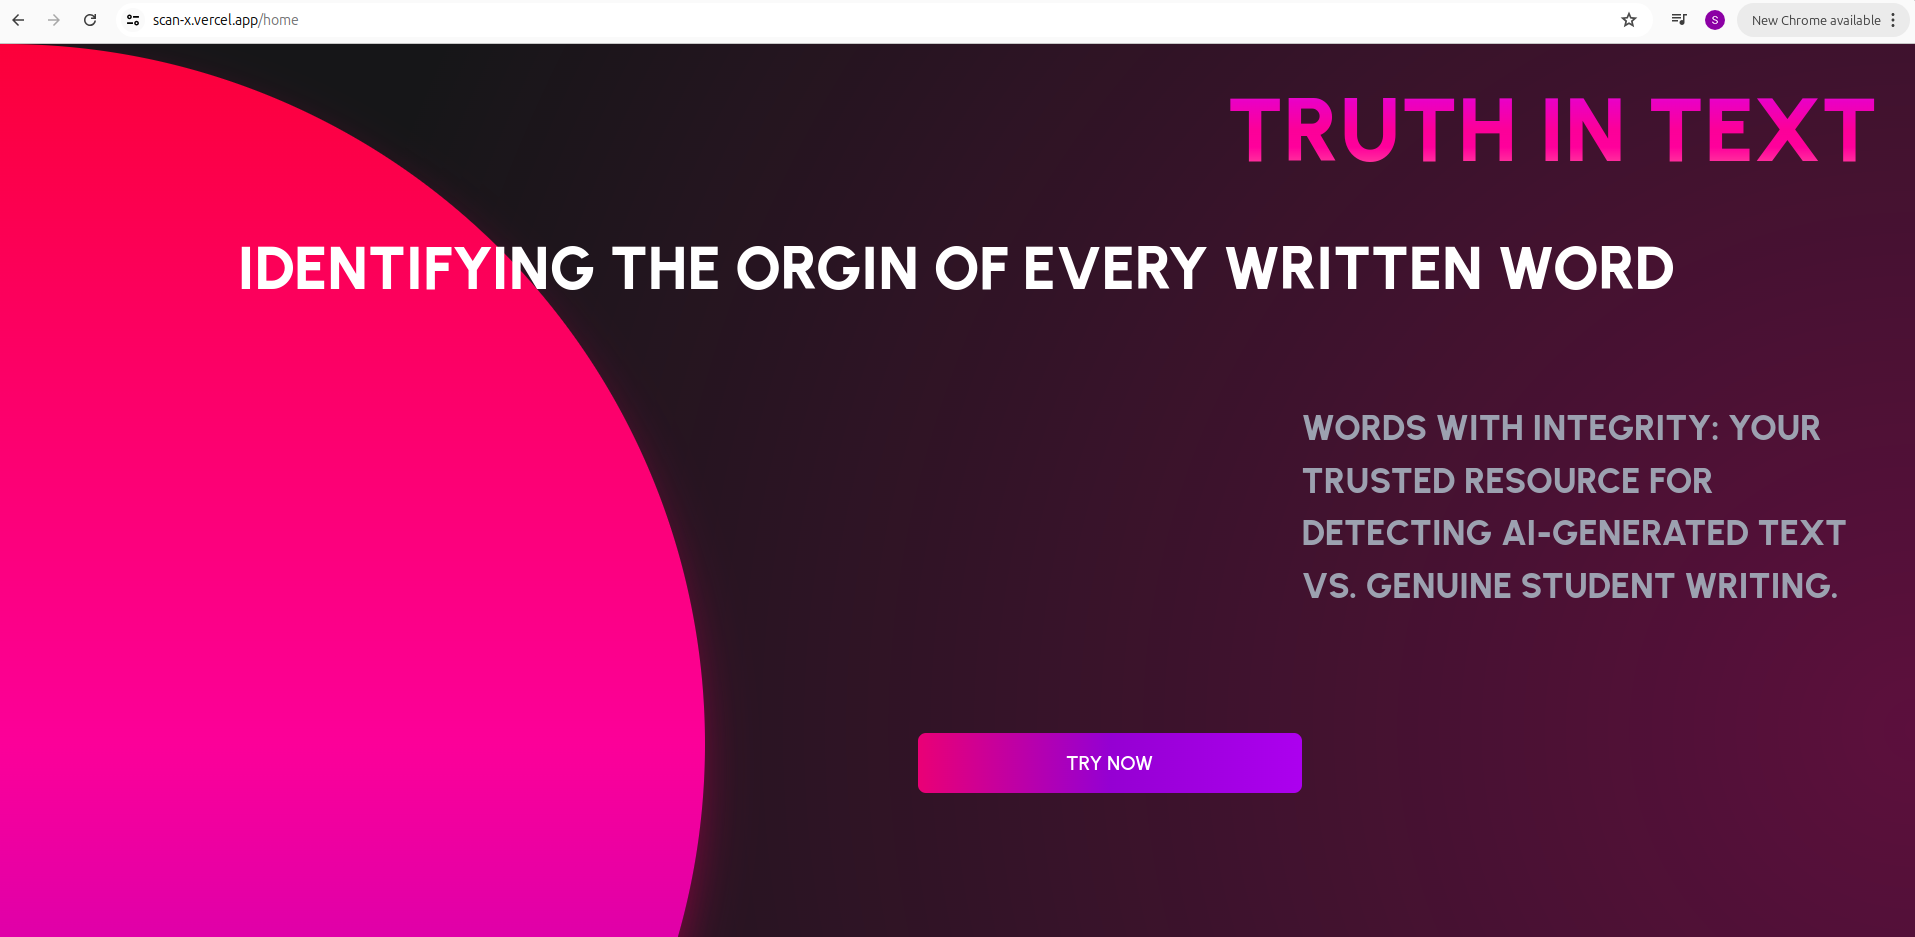 scan-x.vercel.app/home
S
New Chrome available
TRUTH IN TEXT
IDENTIFYING THE ORGIN OF EVERY WRITTEN WORD
WORDS WITH INTEGRITY: YOUR
TRUSTED RESOURCE FOR
DETECTING AI-GENERATED TEXT
VS. GENUINE STUDENT WRITING.
TRY NOW